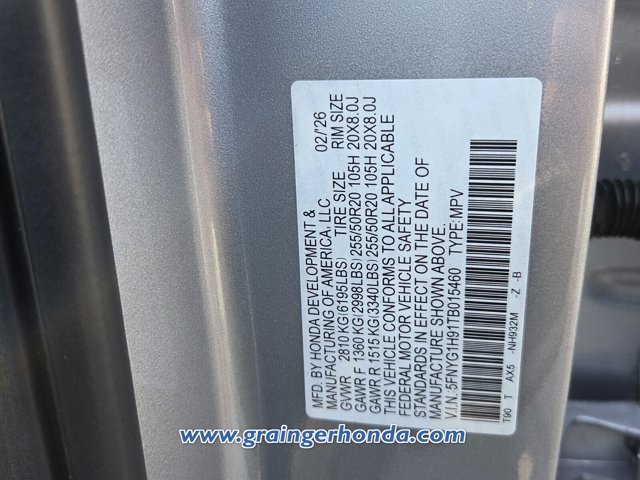 MFD. BY HONDA DEVELOPMENT &
MANUFACTURING OF AMERICA, LLC 02/'26
GVWR 2810 KG(6195LBS) TIRE SIZE RIM SIZE
GAWR F 1360 KG(2998LBS)255/50R20 105H 20X8.0J
GAWR R 1515 KG(3340LBS)255/50R20 105H 20X8.0J
THIS VEHICLE CONFORMS TO ALL APPLICABLE
FEDERAL MOTOR VEHICLE SAFETY
STANDARDS IN EFFECT ON THE DATE OF
MANUFACTURE SHOWN ABOVE.
V.I.N.:5FNYG1H91TB015460 TYPE:MPV
T90 T AX5 -NH932M -Z -B
www.graingerhonda.com